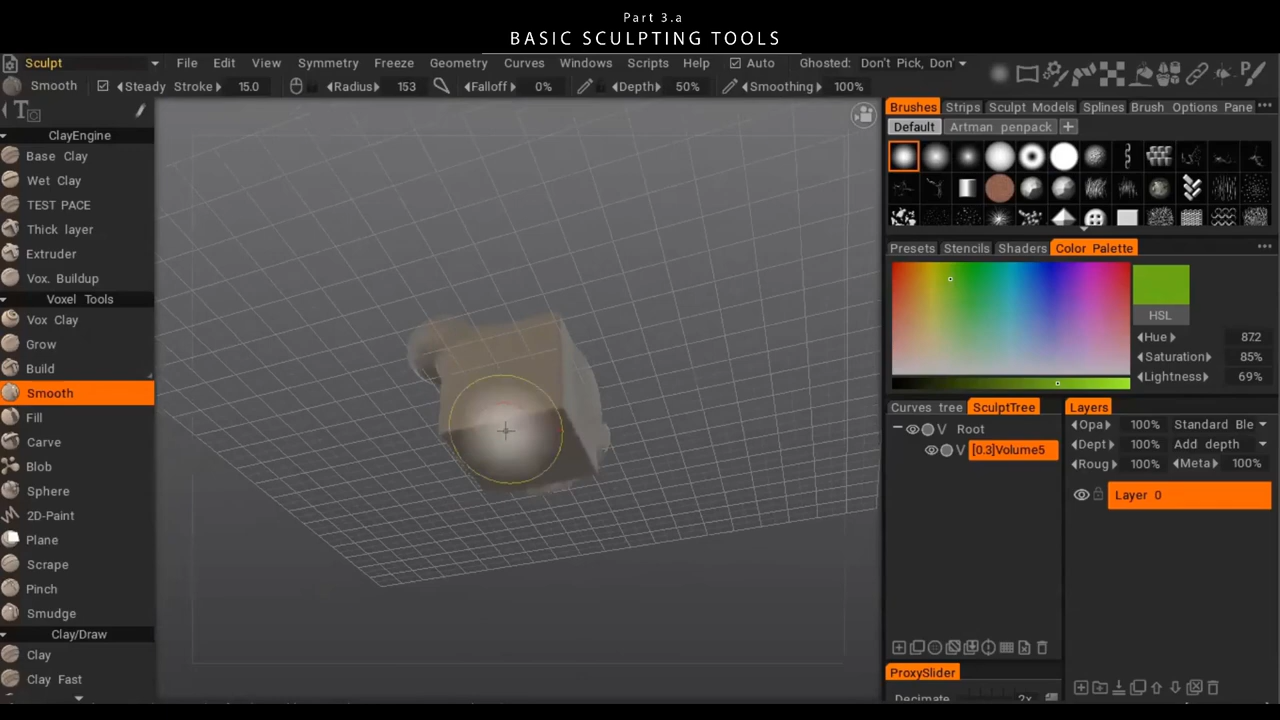 Part 3.a
BASIC SCULPTING TOOLS
Sculpt File Edit View Symmetry Freeze Geometry Curves Windows Scripts Help Auto Ghosted: Don't Pick, Don'
Smooth Steady Stroke 15.0 Radius 153 Falloff 0% Depth 50% Smoothing 100%
ClayEngine
Base Clay
Wet Clay
TEST PACE
Thick layer
Extruder
Vox. Buildup
Voxel Tools
Vox Clay
Grow
Build
Smooth
Fill
Carve
Blob
Sphere
2D-Paint
Plane
Scrape
Pinch
Smudge
Clay/Draw
Clay
Clay Fast
Brushes Strips Sculpt Models Splines Brush Options Pane
Default Artman penpack
Presets Stencils Shaders Color Palette
HSL
Hue 87.2
Saturation 85%
Lightness 69%
Curves tree SculptTree
Root
V [0.3]Volume5
ProxySlider
Decimate 2x
Layers
Opa 100% Standard Ble
Dept 100% Add depth
Roug 100% Meta 100%
Layer 0